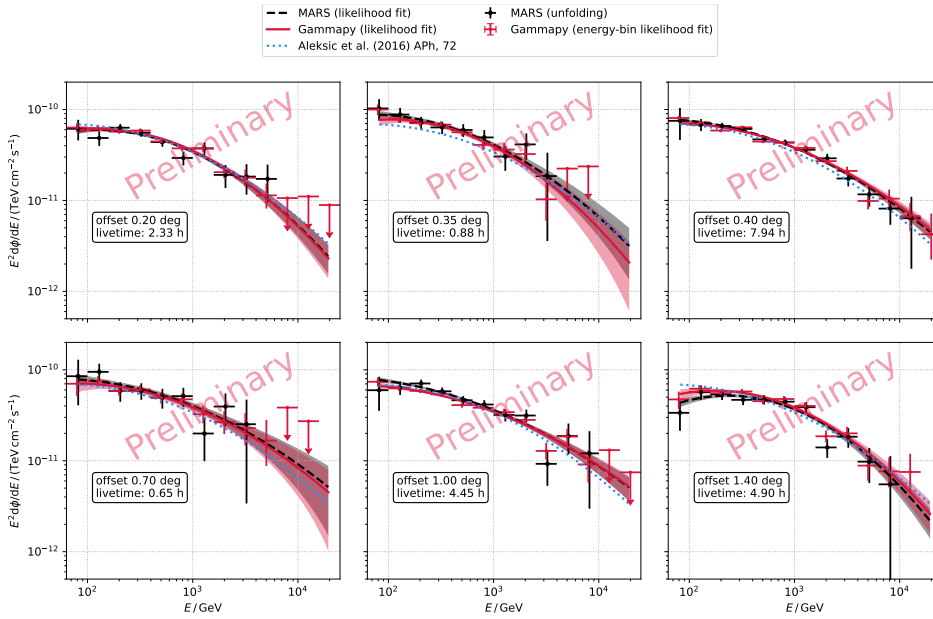 MARS (likelihood fit)
Gammapy (likelihood fit)
Aleksic et al. (2016) APh, 72
MARS (unfolding)
Gammapy (energy-bin likelihood fit)
E² dϕ/dE / (TeV cm⁻² s⁻¹)
10⁻¹⁰
10⁻¹¹
10⁻¹²
Preliminary
offset 0.20 deg
livetime: 2.33 h
Preliminary
offset 0.35 deg
livetime: 0.88 h
Preliminary
offset 0.40 deg
livetime: 7.94 h
E² dϕ/dE / (TeV cm⁻² s⁻¹)
10⁻¹⁰
10⁻¹¹
10⁻¹²
Preliminary
offset 0.70 deg
livetime: 0.65 h
Preliminary
offset 1.00 deg
livetime: 4.45 h
Preliminary
offset 1.40 deg
livetime: 4.90 h
10² 10³ 10⁴
10² 10³ 10⁴
10² 10³ 10⁴
E / GeV
E / GeV
E / GeV